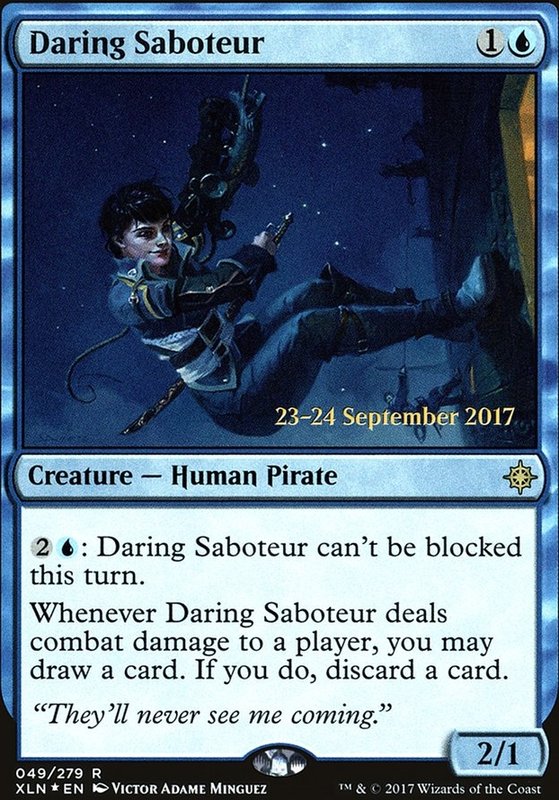 Daring Saboteur 1
23–24 September 2017
Creature — Human Pirate
2: Daring Saboteur can't be blocked
this turn.
Whenever Daring Saboteur deals
combat damage to a player, you may
draw a card. If you do, discard a card.
“They'll never see me coming.”
2/1
049/279 R
XLN★EN Victor Adame Minguez
™ & © 2017 Wizards of the Coast